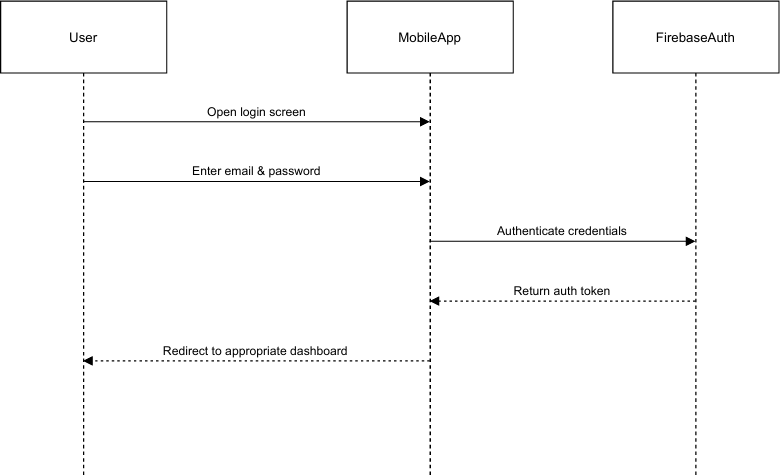 User
MobileApp
FirebaseAuth
Open login screen
Enter email & password
Authenticate credentials
Return auth token
Redirect to appropriate dashboard